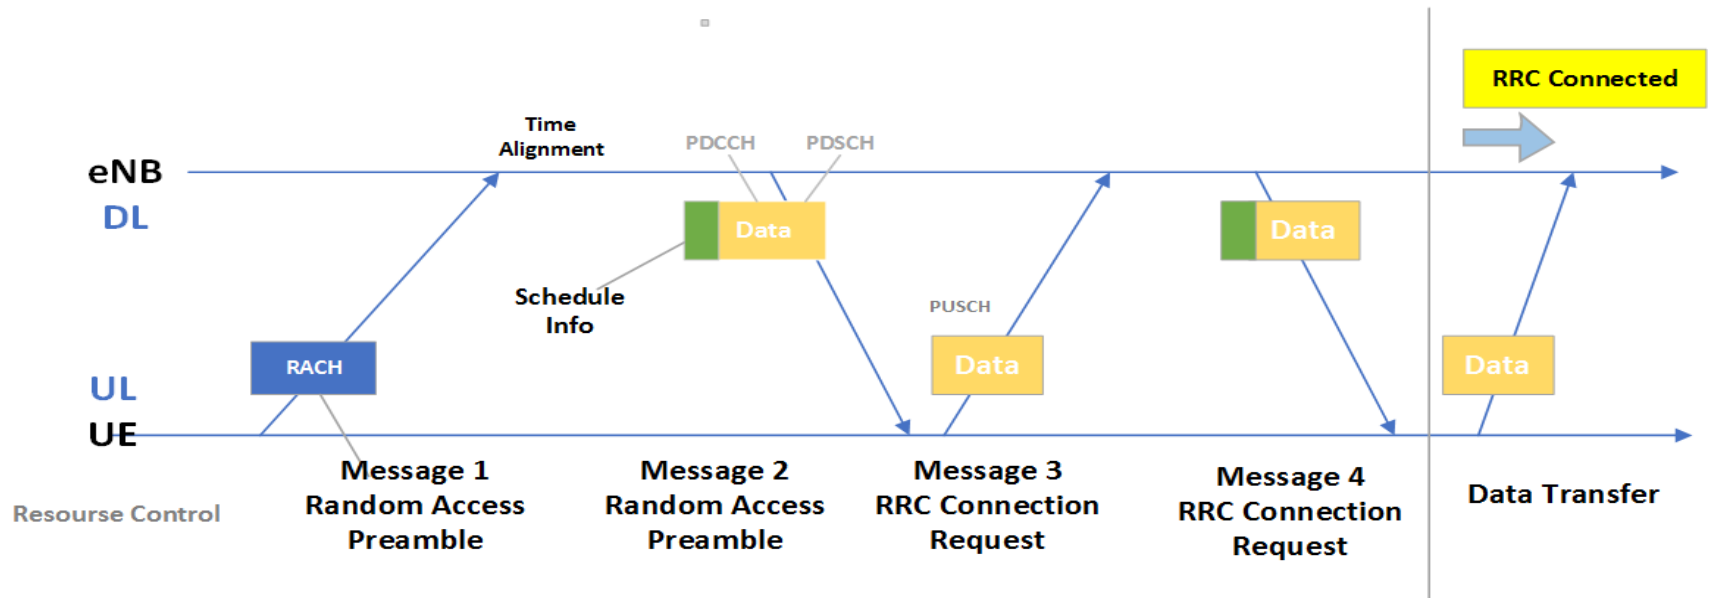 RRC Connected
Time
Alignment
PDCCH
PDSCH
eNB
DL
Data
Data
Schedule
Info
PUSCH
RACH
Data
Data
UL
UE
Message 1
Random Access
Preamble
Message 2
Random Access
Preamble
Message 3
RRC Connection
Request
Message 4
RRC Connection
Request
Data Transfer
Resourse Control